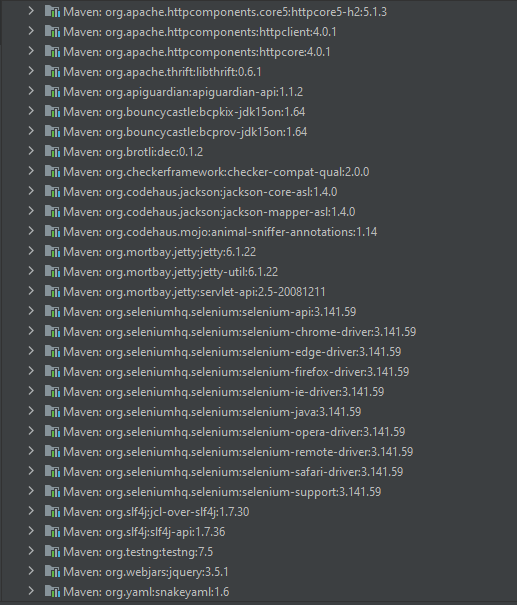 Maven: org.apache.httpcomponents.core5:httpcore5-h2:5.1.3
Maven: org.apache.httpcomponents:httpclient:4.0.1
Maven: org.apache.httpcomponents:httpcore:4.0.1
Maven: org.apache.thrift:libthrift:0.6.1
Maven: org.apiguardian:apiguardian-api:1.1.2
Maven: org.bouncycastle:bcpkix-jdk15on:1.64
Maven: org.bouncycastle:bcprov-jdk15on:1.64
Maven: org.brotli:dec:0.1.2
Maven: org.checkerframework:checker-compat-qual:2.0.0
Maven: org.codehaus.jackson:jackson-core-asl:1.4.0
Maven: org.codehaus.jackson:jackson-mapper-asl:1.4.0
Maven: org.codehaus.mojo:animal-sniffer-annotations:1.14
Maven: org.mortbay.jetty:jetty:6.1.22
Maven: org.mortbay.jetty:jetty-util:6.1.22
Maven: org.mortbay.jetty:servlet-api:2.5-20081211
Maven: org.seleniumhq.selenium:selenium-api:3.141.59
Maven: org.seleniumhq.selenium:selenium-chrome-driver:3.141.59
Maven: org.seleniumhq.selenium:selenium-edge-driver:3.141.59
Maven: org.seleniumhq.selenium:selenium-firefox-driver:3.141.59
Maven: org.seleniumhq.selenium:selenium-ie-driver:3.141.59
Maven: org.seleniumhq.selenium:selenium-java:3.141.59
Maven: org.seleniumhq.selenium:selenium-opera-driver:3.141.59
Maven: org.seleniumhq.selenium:selenium-remote-driver:3.141.59
Maven: org.seleniumhq.selenium:selenium-safari-driver:3.141.59
Maven: org.seleniumhq.selenium:selenium-support:3.141.59
Maven: org.slf4j:jcl-over-slf4j:1.7.30
Maven: org.slf4j:slf4j-api:1.7.36
Maven: org.testng:testng:7.5
Maven: org.webjars:jquery:3.5.1
Maven: org.yaml:snakeyaml:1.6